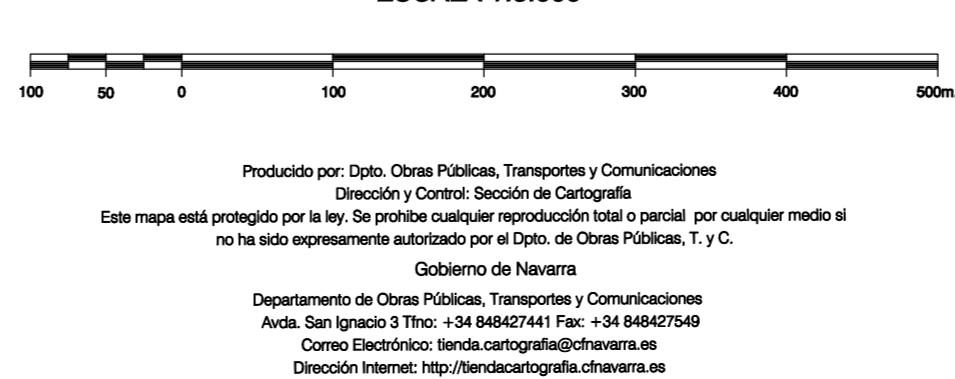 100 50 0 100 200 300 400 500m.
Producido por: Dpto. Obras Públicas, Transportes y Comunicaciones
Dirección y Control: Sección de Cartografía
Este mapa está protegido por la ley. Se prohibe cualquier reproducción total o parcial por cualquier medio si
no ha sido expresamente autorizado por el Dpto. de Obras Públicas, T. y C.
Gobierno de Navarra
Departamento de Obras Públicas, Transportes y Comunicaciones
Avda. San Ignacio 3 Tfno: +34 848427441 Fax: +34 848427549
Correo Electrónico: tienda.cartografia@cfnavarra.es
Dirección Internet: http://tiendacartografia.cfnavarra.es